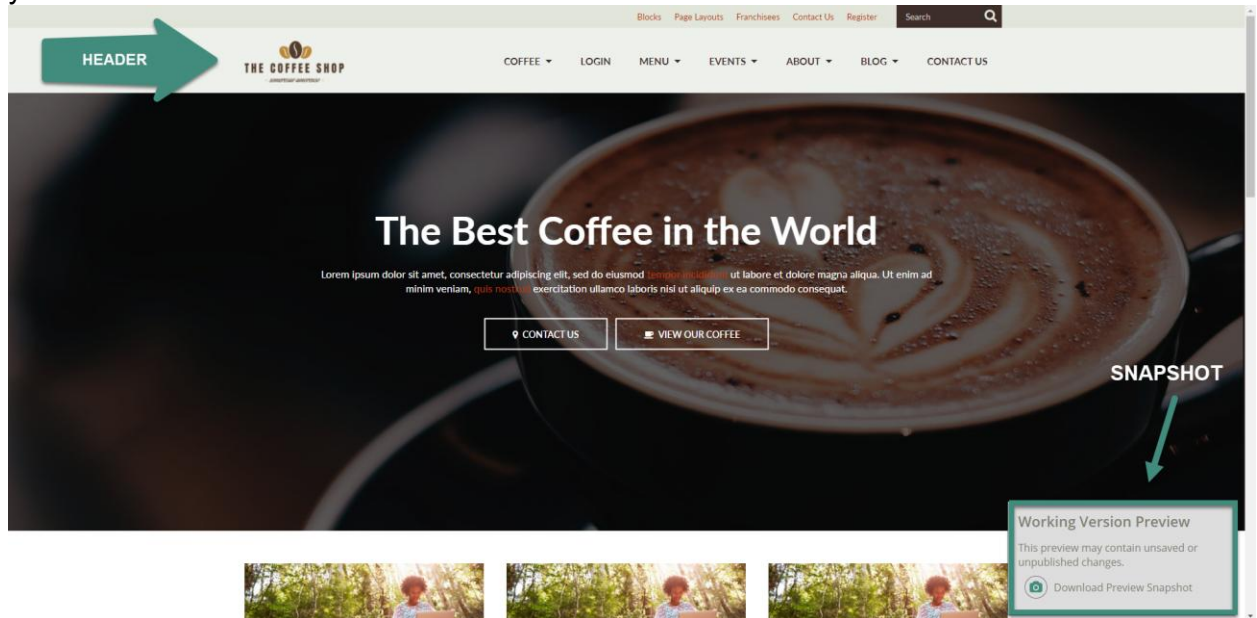 y
Blocks Page Layouts Franchisees Contact Us Register Search
HEADER
THE COFFEE SHOP
COFFEE LOGIN MENU EVENTS ABOUT BLOG CONTACT US
The Best Coffee in the World
Lorem ipsum dolor sit amet, consectetur adipiscing elit, sed do eiusmod tempor incididunt ut labore et dolore magna aliqua. Ut enim ad
minim veniam, quis nostrud exercitation ullamco laboris nisi ut aliquip ex ea commodo consequat.
CONTACT US VIEW OUR COFFEE
SNAPSHOT
Working Version Preview
This preview may contain unsaved or
unpublished changes.
Download Preview Snapshot